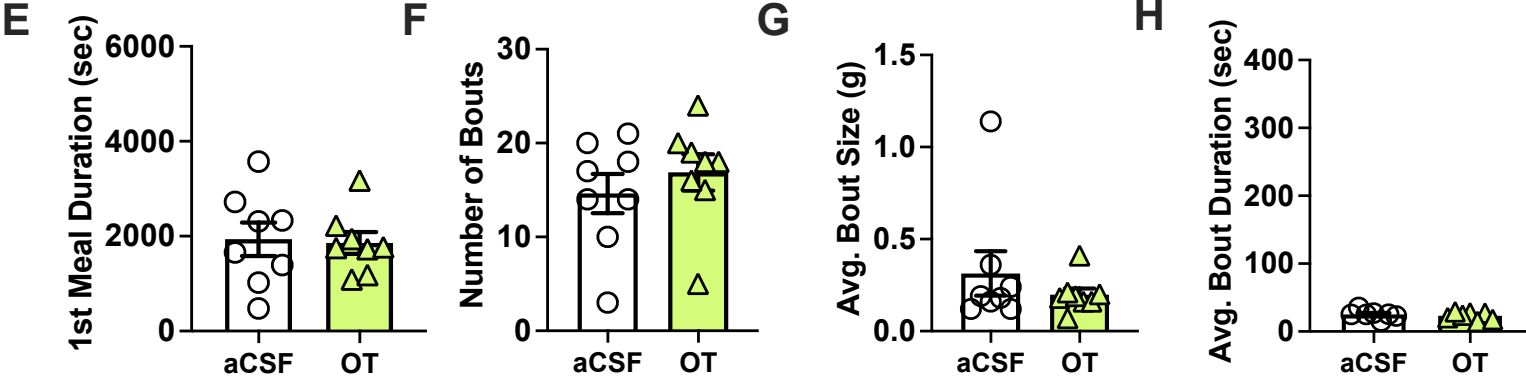 E
1st Meal Duration (sec)
6000
4000
2000
0
aCSF OT
F
Number of Bouts
30
20
10
0
aCSF OT
G
Avg. Bout Size (g)
1.5
1.0
0.5
0.0
aCSF OT
H
Avg. Bout Duration (sec)
400
300
200
100
0
aCSF OT